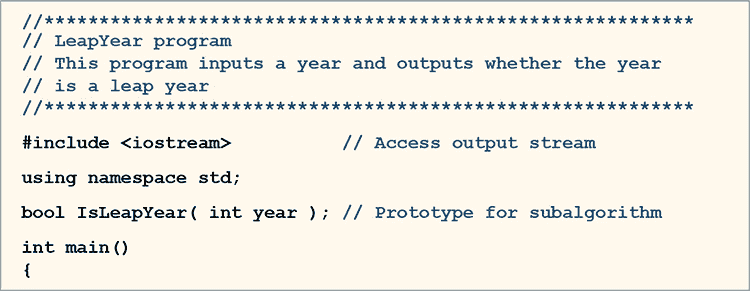 //***********************************************************
// LeapYear program
// This program inputs a year and outputs whether the year
// is a leap year
//***********************************************************
#include <iostream>          // Access output stream
using namespace std;
bool IsLeapYear( int year ); // Prototype for subalgorithm
int main()
{